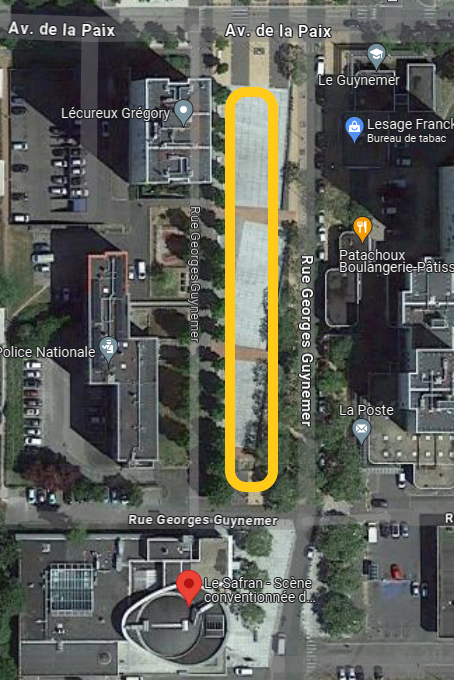 Av. de la Paix
Av. de la Paix
Le Guynemer
Lécureux Grégory
Lesage Franck
Bureau de tabac
Rue Georges Guynemer
Patachoux
Boulangerie-Pâtiss
Rue Georges Guynemer
Police Nationale
La Poste
Rue Georges Guynemer
R
Le Safran - Scène
conventionnée d...